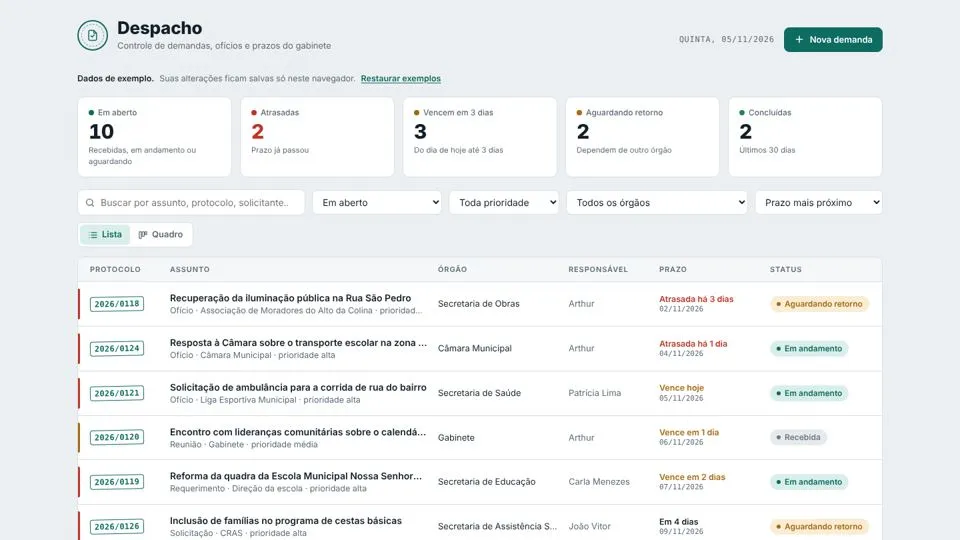 Despacho
Controle de demandas, ofícios e prazos do gabinete
QUINTA, 05/11/2026
Nova demanda
Dados de exemplo. Suas alterações ficam salvas só neste navegador. Restaurar exemplos
Em aberto
10
Recebidas, em andamento ou
aguardando
Atrasadas
2
Prazo já passou
Vencem em 3 dias
3
Do dia de hoje até 3 dias
Aguardando retorno
2
Dependem de outro órgão
Concluídas
2
Últimos 30 dias
Buscar por assunto, protocolo, solicitante..
Em aberto
Toda prioridade
Todos os órgãos
Prazo mais próximo
Lista
Quadro
PROTOCOLO ASSUNTO ÓRGÃO RESPONSÁVEL PRAZO STATUS
2026/0118
Recuperação da iluminação pública na Rua São Pedro
Ofício · Associação de Moradores do Alto da Colina · prioridad...
Secretaria de Obras
Arthur
Atrasada há 3 dias
02/11/2026
Aguardando retorno
2026/0124
Resposta à Câmara sobre o transporte escolar na zona ...
Ofício · Câmara Municipal · prioridade alta
Câmara Municipal
Arthur
Atrasada há 1 dia
04/11/2026
Em andamento
2026/0121
Solicitação de ambulância para a corrida de rua do bairro
Ofício · Liga Esportiva Municipal · prioridade alta
Secretaria de Saúde
Patrícia Lima
Vence hoje
05/11/2026
Em andamento
2026/0120
Encontro com lideranças comunitárias sobre o calendá...
Reunião · Gabinete · prioridade média
Gabinete
Arthur
Vence em 1 dia
06/11/2026
Recebida
2026/0119
Reforma da quadra da Escola Municipal Nossa Senhor...
Requerimento · Direção da escola · prioridade alta
Secretaria de Educação
Carla Menezes
Vence em 2 dias
07/11/2026
Em andamento
2026/0126
Inclusão de famílias no programa de cestas básicas
Solicitação · CRAS · prioridade alta
Secretaria de Assistência S...
João Vitor
Em 4 dias
09/11/2026
Aguardando retorno